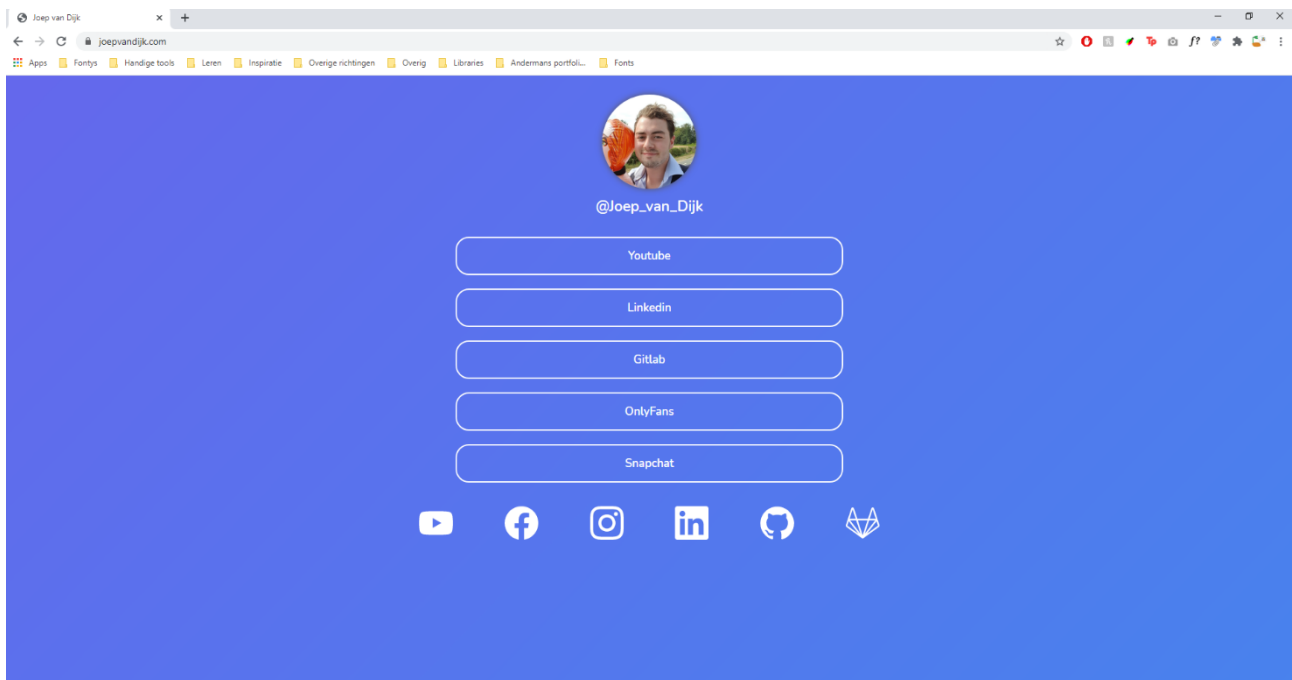 Joep van Dijk
joepvandijk.com
Apps Fontys Handige tools Leren Inspiratie Overige richtingen Overig Libraries Andermans portfoli... Fonts
@Joep_van_Dijk
Youtube
Linkedin
Gitlab
OnlyFans
Snapchat
in